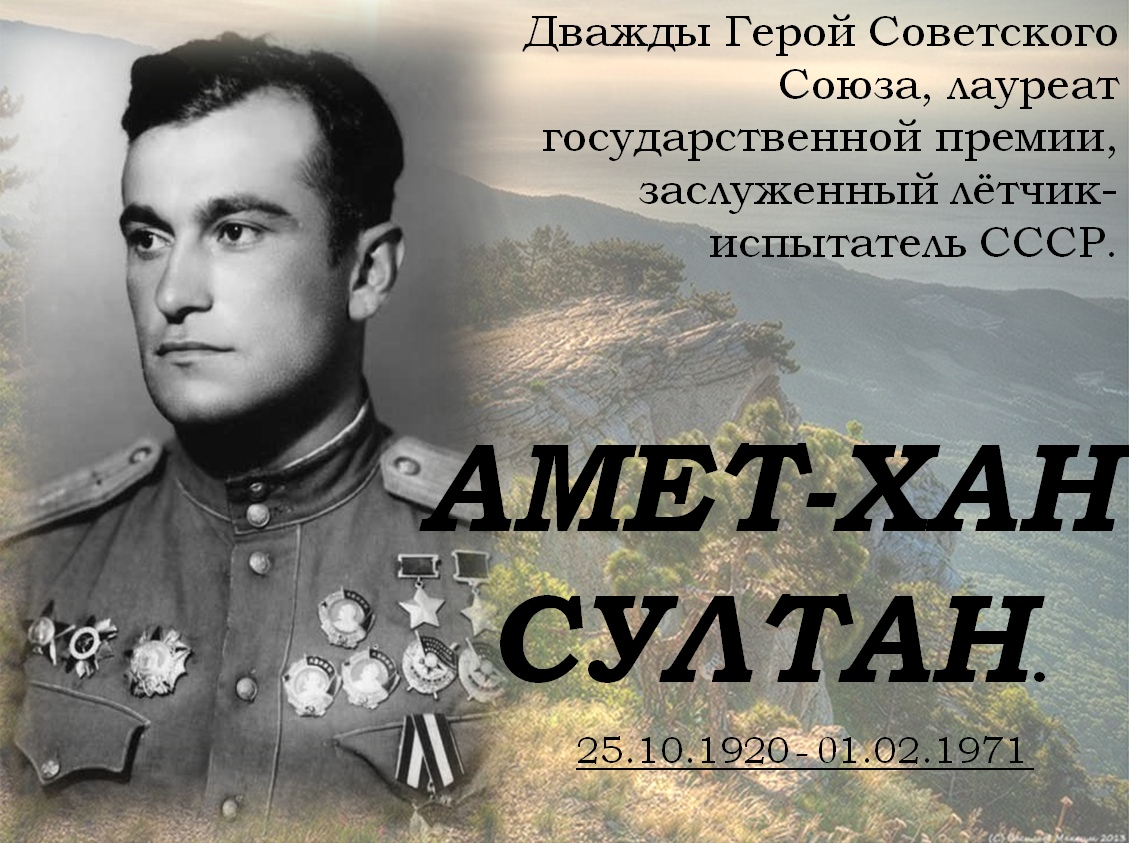 Дважды Герой Советского
Союза, лауреат
государственной премии,
заслуженный лётчик-
испытатель СССР.
АМЕТ-ХАН
СУЛТАН.
25.10.1920 - 01.02.1971
2013